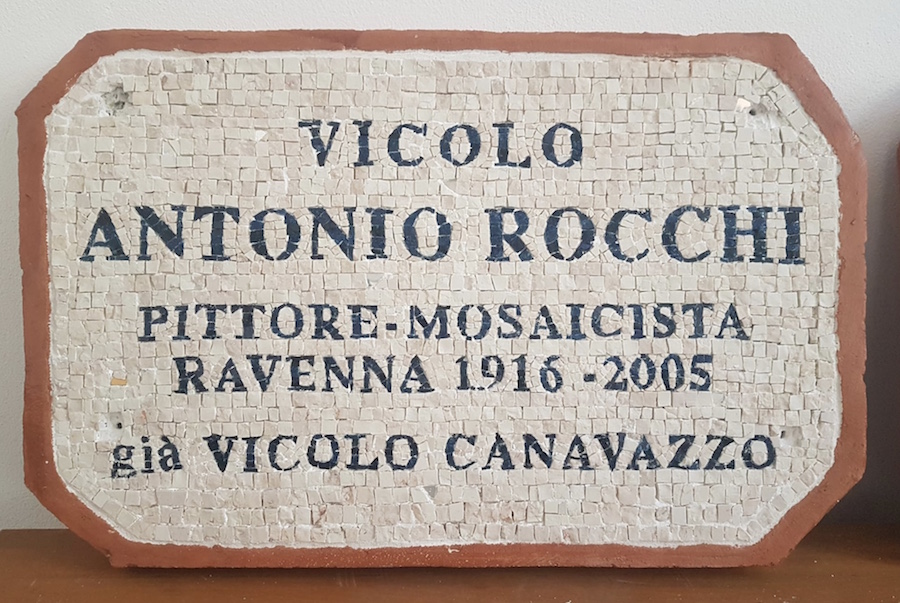 VICOLO
ANTONIO ROCCHI
PITTORE-MOSAICISTA
RAVENNA 1916 -2005
già VICOLO CANAVAZZO'